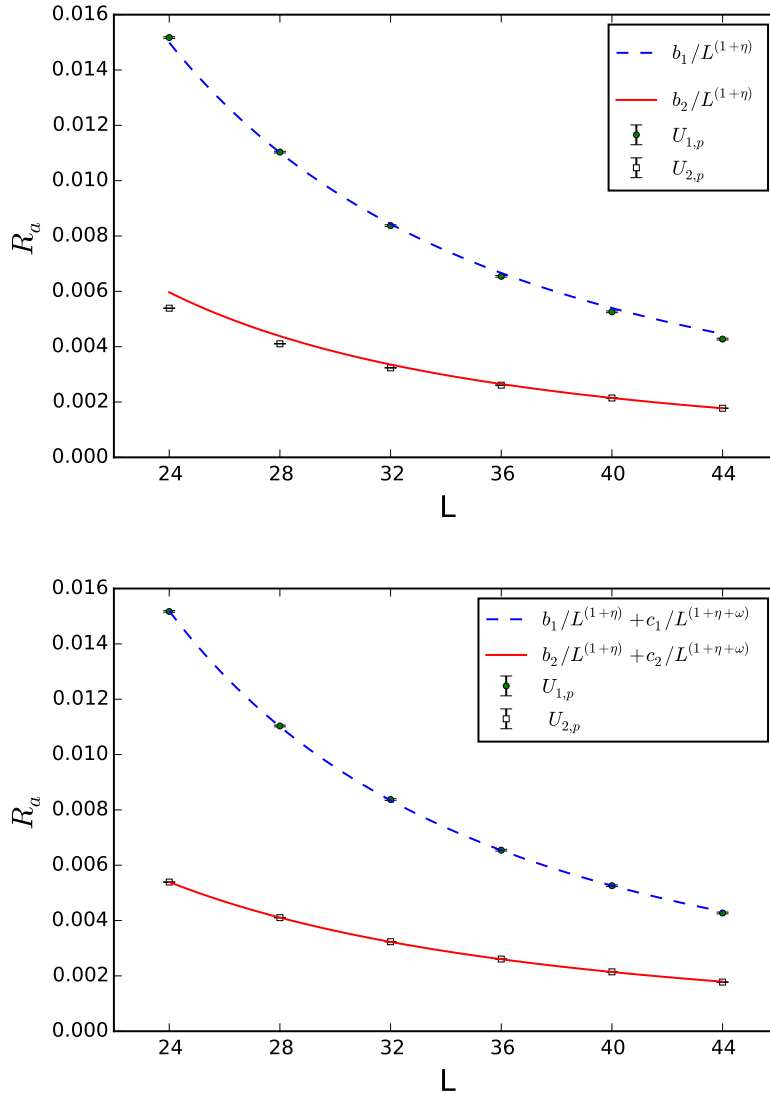 0.016
0.014
0.012
0.010
0.008
0.006
0.004
0.002
0.000
R_a
24 28 32 36 40 44
L
b_1/L^{(1+η)}
b_2/L^{(1+η)}
U_{1,p}
U_{2,p}
0.016
0.014
0.012
0.010
0.008
0.006
0.004
0.002
0.000
R_a
24 28 32 36 40 44
L
b_1/L^{(1+η)} + c_1/L^{(1+η+ω)}
b_2/L^{(1+η)} + c_2/L^{(1+η+ω)}
U_{1,p}
U_{2,p}